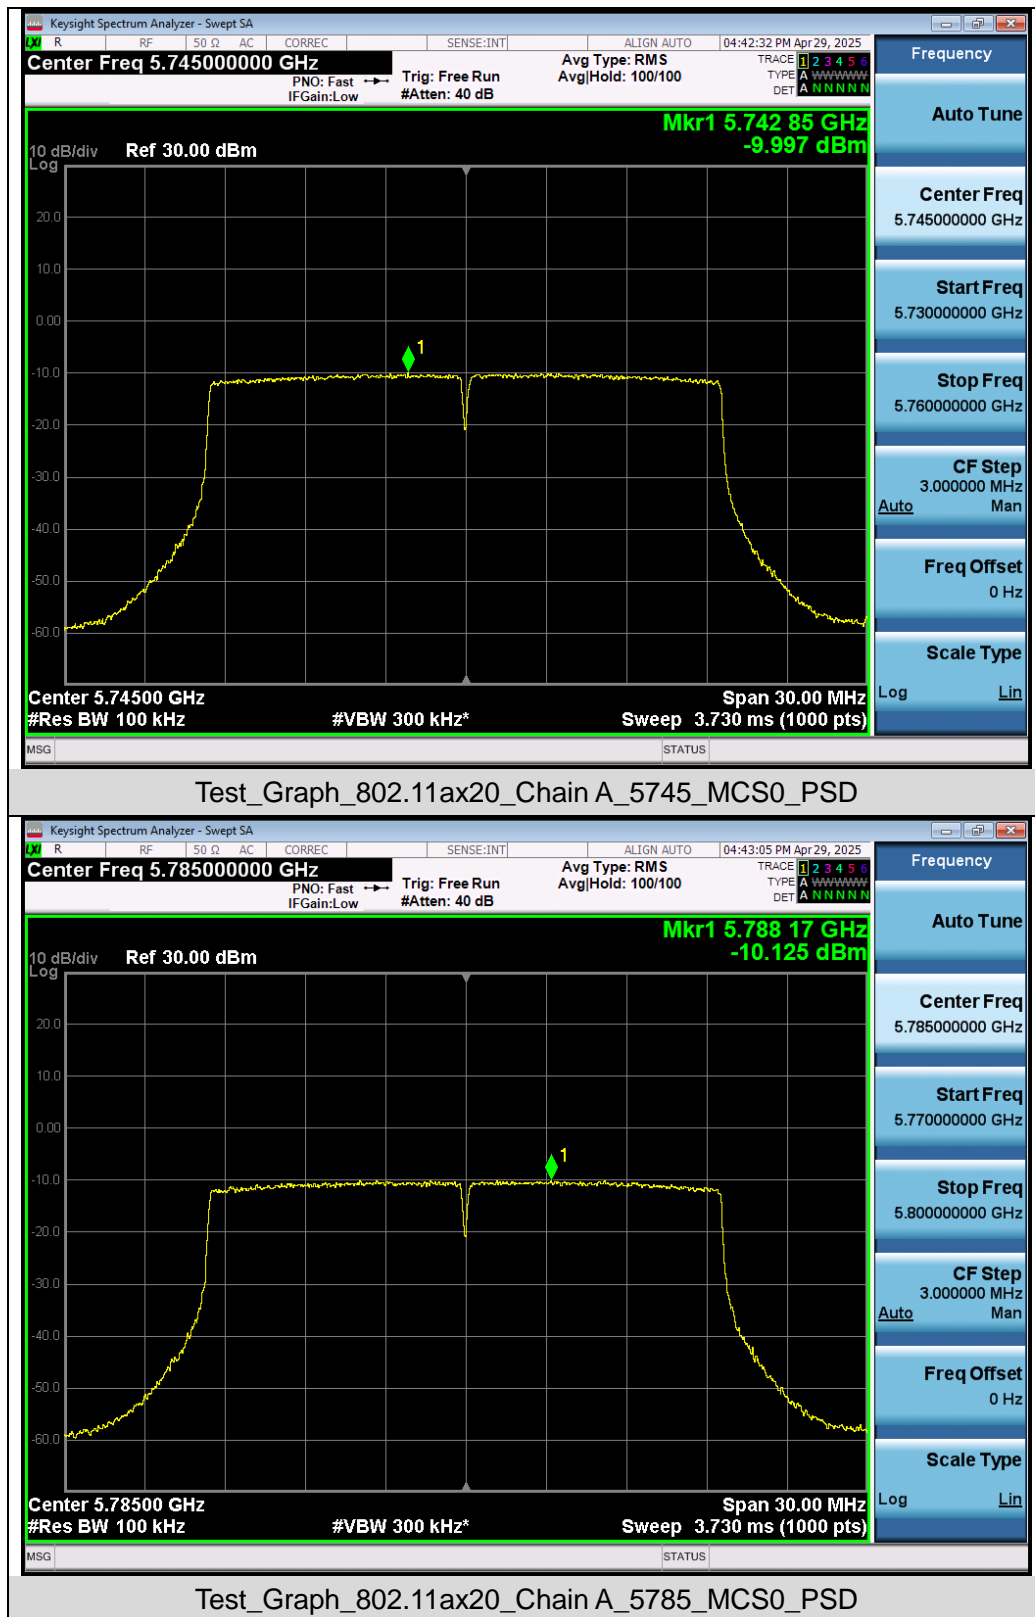 Keysight Spectrum Analyzer - Swept SA
LXI R RF 50 Ω AC CORREC SENSE:INT ALIGN AUTO 04:42:32 PM Apr 29, 2025
Center Freq 5.745000000 GHz
PNO: Fast
IFGain:Low
Trig: Free Run
#Atten: 40 dB
Avg Type: RMS
Avg|Hold: 100/100
TRACE 1 2 3 4 5 6
TYPE A WWWWW
DET A N N N N N
Mkr1 5.742 85 GHz
-9.997 dBm
10 dB/div Ref 30.00 dBm
Log
20.0
10.0
0.00
-10.0
-20.0
-30.0
-40.0
-50.0
-60.0
1
Center 5.74500 GHz Span 30.00 MHz
#Res BW 100 kHz #VBW 300 kHz* Sweep 3.730 ms (1000 pts)
MSG STATUS
Frequency
Auto Tune
Center Freq
5.745000000 GHz
Start Freq
5.730000000 GHz
Stop Freq
5.760000000 GHz
CF Step
3.000000 MHz
Auto Man
Freq Offset
0 Hz
Scale Type
Log Lin
Test_Graph_802.11ax20_Chain A_5745_MCS0_PSD
Keysight Spectrum Analyzer - Swept SA
LXI R RF 50 Ω AC CORREC SENSE:INT ALIGN AUTO 04:43:05 PM Apr 29, 2025
Center Freq 5.785000000 GHz
PNO: Fast
IFGain:Low
Trig: Free Run
#Atten: 40 dB
Avg Type: RMS
Avg|Hold: 100/100
TRACE 1 2 3 4 5 6
TYPE A WWWWW
DET A N N N N N
Mkr1 5.788 17 GHz
-10.125 dBm
10 dB/div Ref 30.00 dBm
Log
20.0
10.0
0.00
-10.0
-20.0
-30.0
-40.0
-50.0
-60.0
1
Center 5.78500 GHz Span 30.00 MHz
#Res BW 100 kHz #VBW 300 kHz* Sweep 3.730 ms (1000 pts)
MSG STATUS
Frequency
Auto Tune
Center Freq
5.785000000 GHz
Start Freq
5.770000000 GHz
Stop Freq
5.800000000 GHz
CF Step
3.000000 MHz
Auto Man
Freq Offset
0 Hz
Scale Type
Log Lin
Test_Graph_802.11ax20_Chain A_5785_MCS0_PSD